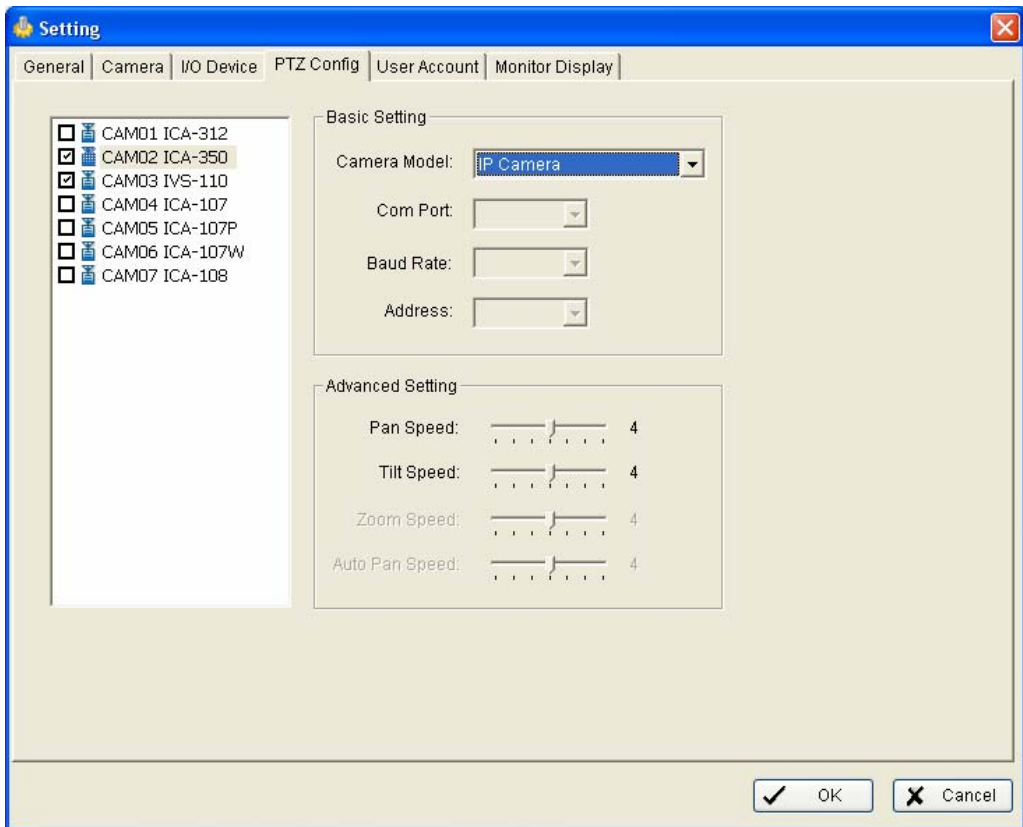 Setting
General
Camera
I/O Device
PTZ Config
User Account
Monitor Display
CAM01 ICA-312
CAM02 ICA-350
CAM03 IVS-110
CAM04 ICA-107
CAM05 ICA-107P
CAM06 ICA-107W
CAM07 ICA-108
Basic Setting
Camera Model: IP Camera
Com Port:
Baud Rate:
Address:
Advanced Setting
Pan Speed: 4
Tilt Speed: 4
Zoom Speed: 4
Auto Pan Speed: 4
OK
Cancel